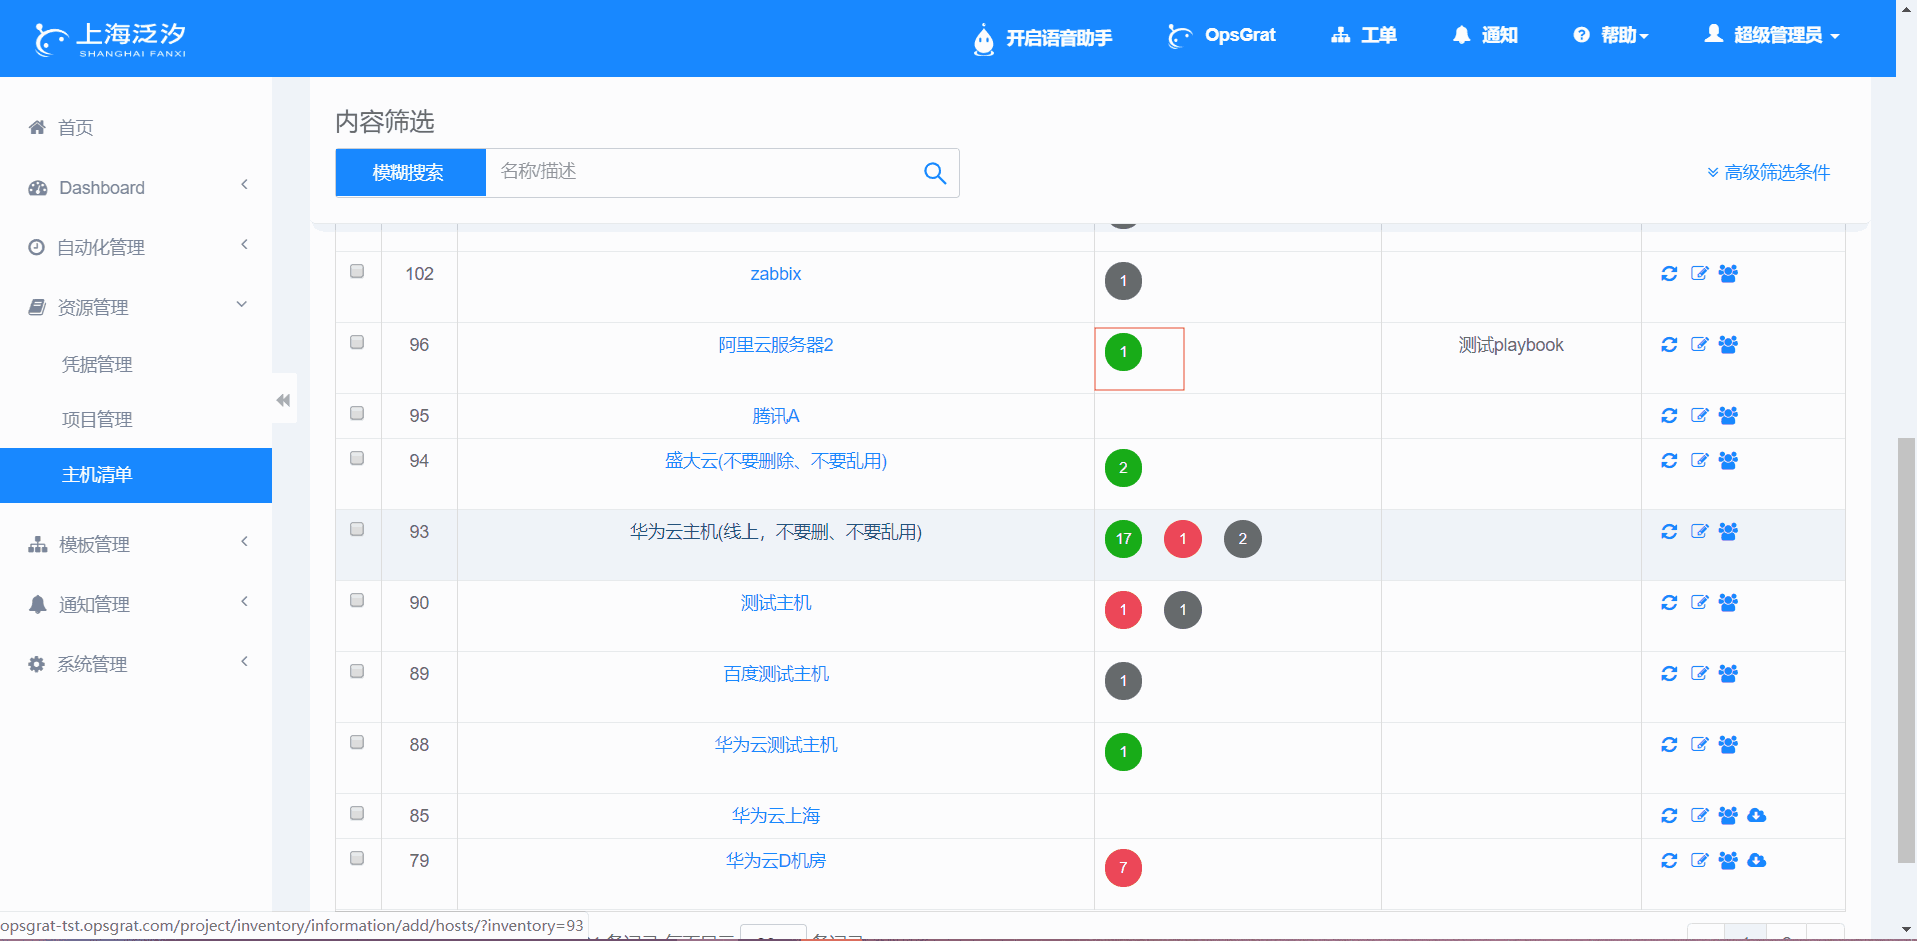 上海泛汐
SHANGHAI FANXI
开启语音助手
OpsGrat
工单
通知
帮助
超级管理员
首页
Dashboard
自动化管理
资源管理
凭据管理
项目管理
主机清单
模板管理
通知管理
系统管理
内容筛选
模糊搜索 名称/描述
高级筛选条件
102 zabbix 1
96 阿里云服务器2 1 测试playbook
95 腾讯A
94 盛大云(不要删除、不要乱用) 2
93 华为云主机(线上，不要删、不要乱用) 17 1 2
90 测试主机 1 1
89 百度测试主机 1
88 华为云测试主机 1
85 华为云上海
79 华为云D机房 7
opsgrat-tst.opsgrat.com/project/inventory/information/add/hosts/?inventory=93